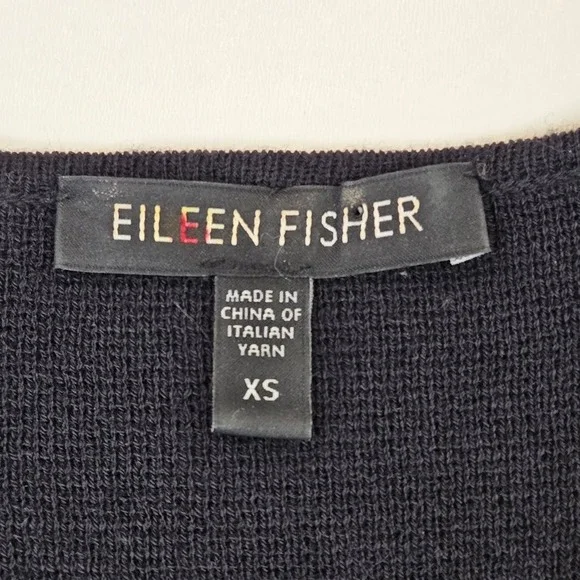 EILEEN FISHER
MADE IN
CHINA OF
ITALIAN
YARN
XS